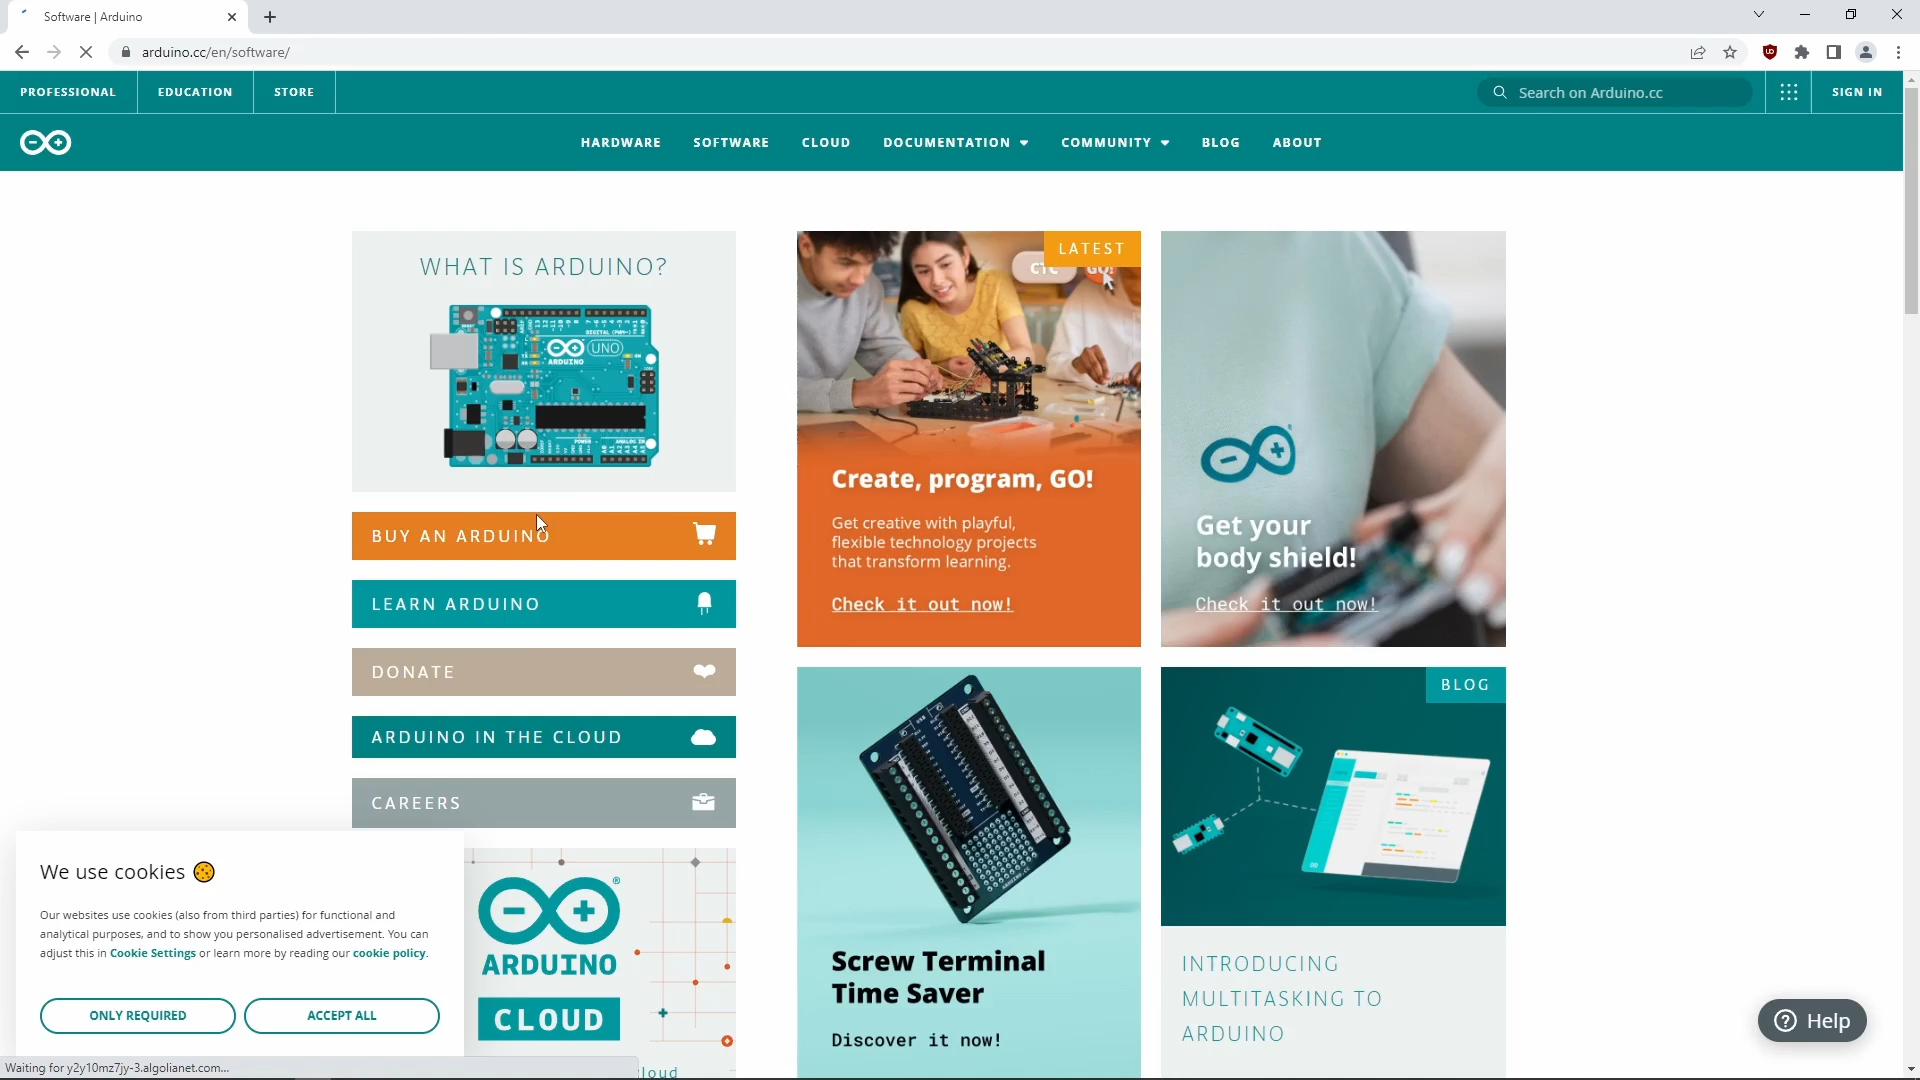 Software | Arduino
arduino.cc/en/software/
PROFESSIONAL
EDUCATION
STORE
Search on Arduino.cc
SIGN IN
HARDWARE
SOFTWARE
CLOUD
DOCUMENTATION
COMMUNITY
BLOG
ABOUT
WHAT IS ARDUINO?
ARDUINO
UNO
BUY AN ARDUINO
LEARN ARDUINO
DONATE
ARDUINO IN THE CLOUD
CAREERS
LATEST
CTC
GO!
Create, program, GO!
Get creative with playful,
flexible technology projects
that transform learning.
Check it out now!
Get your
body shield!
Check it out now!
Screw Terminal
Time Saver
Discover it now!
BLOG
INTRODUCING
MULTITASKING TO
ARDUINO
ARDUINO
CLOUD
We use cookies
Our websites use cookies (also from third parties) for functional and
analytical purposes, and to show you personalised advertisement. You can
adjust this in Cookie Settings or learn more by reading our cookie policy.
ONLY REQUIRED
ACCEPT ALL
Help
Waiting for y2y10mz7jy-3.algolianet.com...